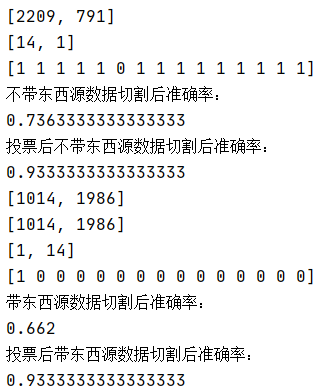 [2209, 791]
[14, 1]
[1 1 1 1 1 0 1 1 1 1 1 1 1 1 1]
不带东西源数据切割后准确率：
0.7363333333333333
投票后不带东西源数据切割后准确率：
0.9333333333333333
[1014, 1986]
[1014, 1986]
[1, 14]
[1 0 0 0 0 0 0 0 0 0 0 0 0 0 0]
带东西源数据切割后准确率：
0.662
投票后带东西源数据切割后准确率：
0.9333333333333333